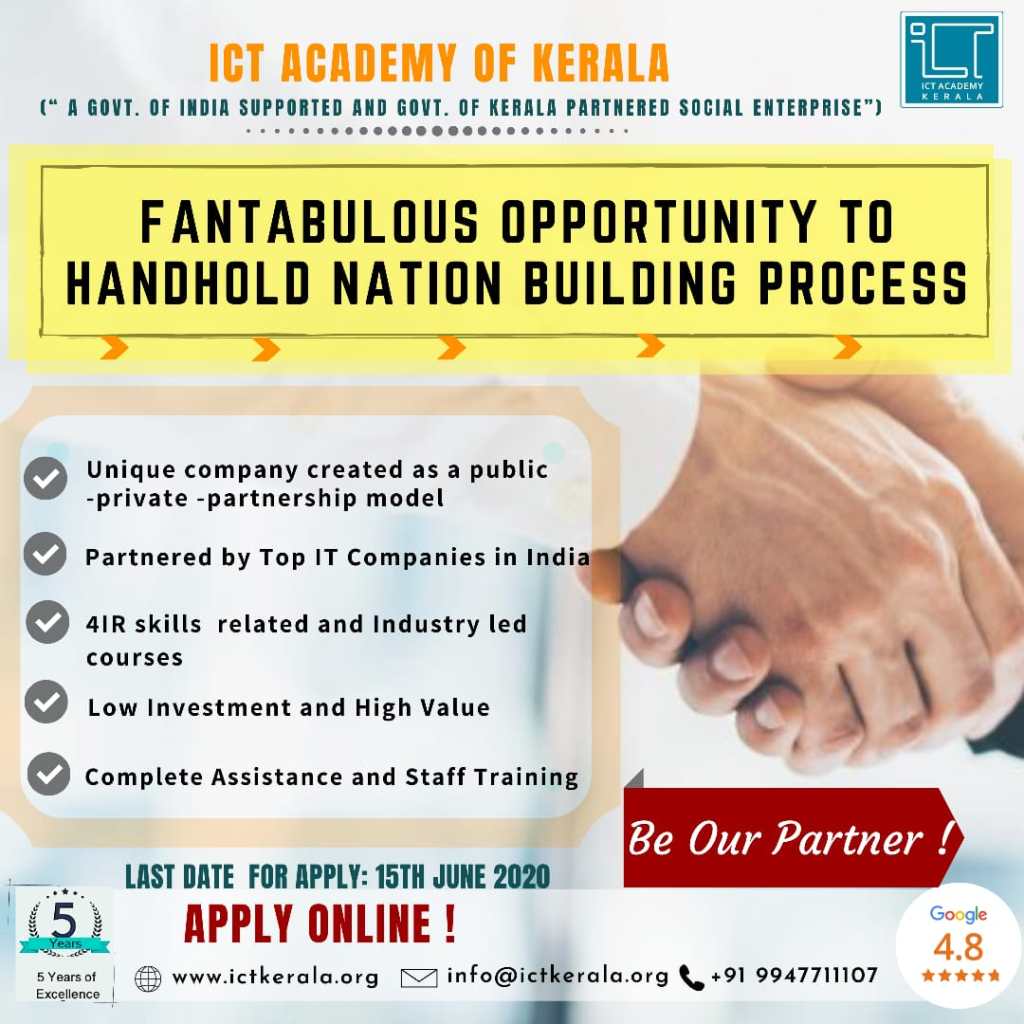 ICT ACADEMY OF KERALA
(“ A GOVT. OF INDIA SUPPORTED AND GOVT. OF KERALA PARTNERED SOCIAL ENTERPRISE”)
iCT
ICT ACADEMY
KERALA
FANTABULOUS OPPORTUNITY TO
HANDHOLD NATION BUILDING PROCESS
Unique company created as a public
-private -partnership model
Partnered by Top IT Companies in India
4IR skills related and Industry led
courses
Low Investment and High Value
Complete Assistance and Staff Training
Be Our Partner !
LAST DATE FOR APPLY: 15TH JUNE 2020
APPLY ONLINE !
5
Years
5 Years of
Excellence
www.ictkerala.org info@ictkerala.org +91 9947711107
Google
4.8